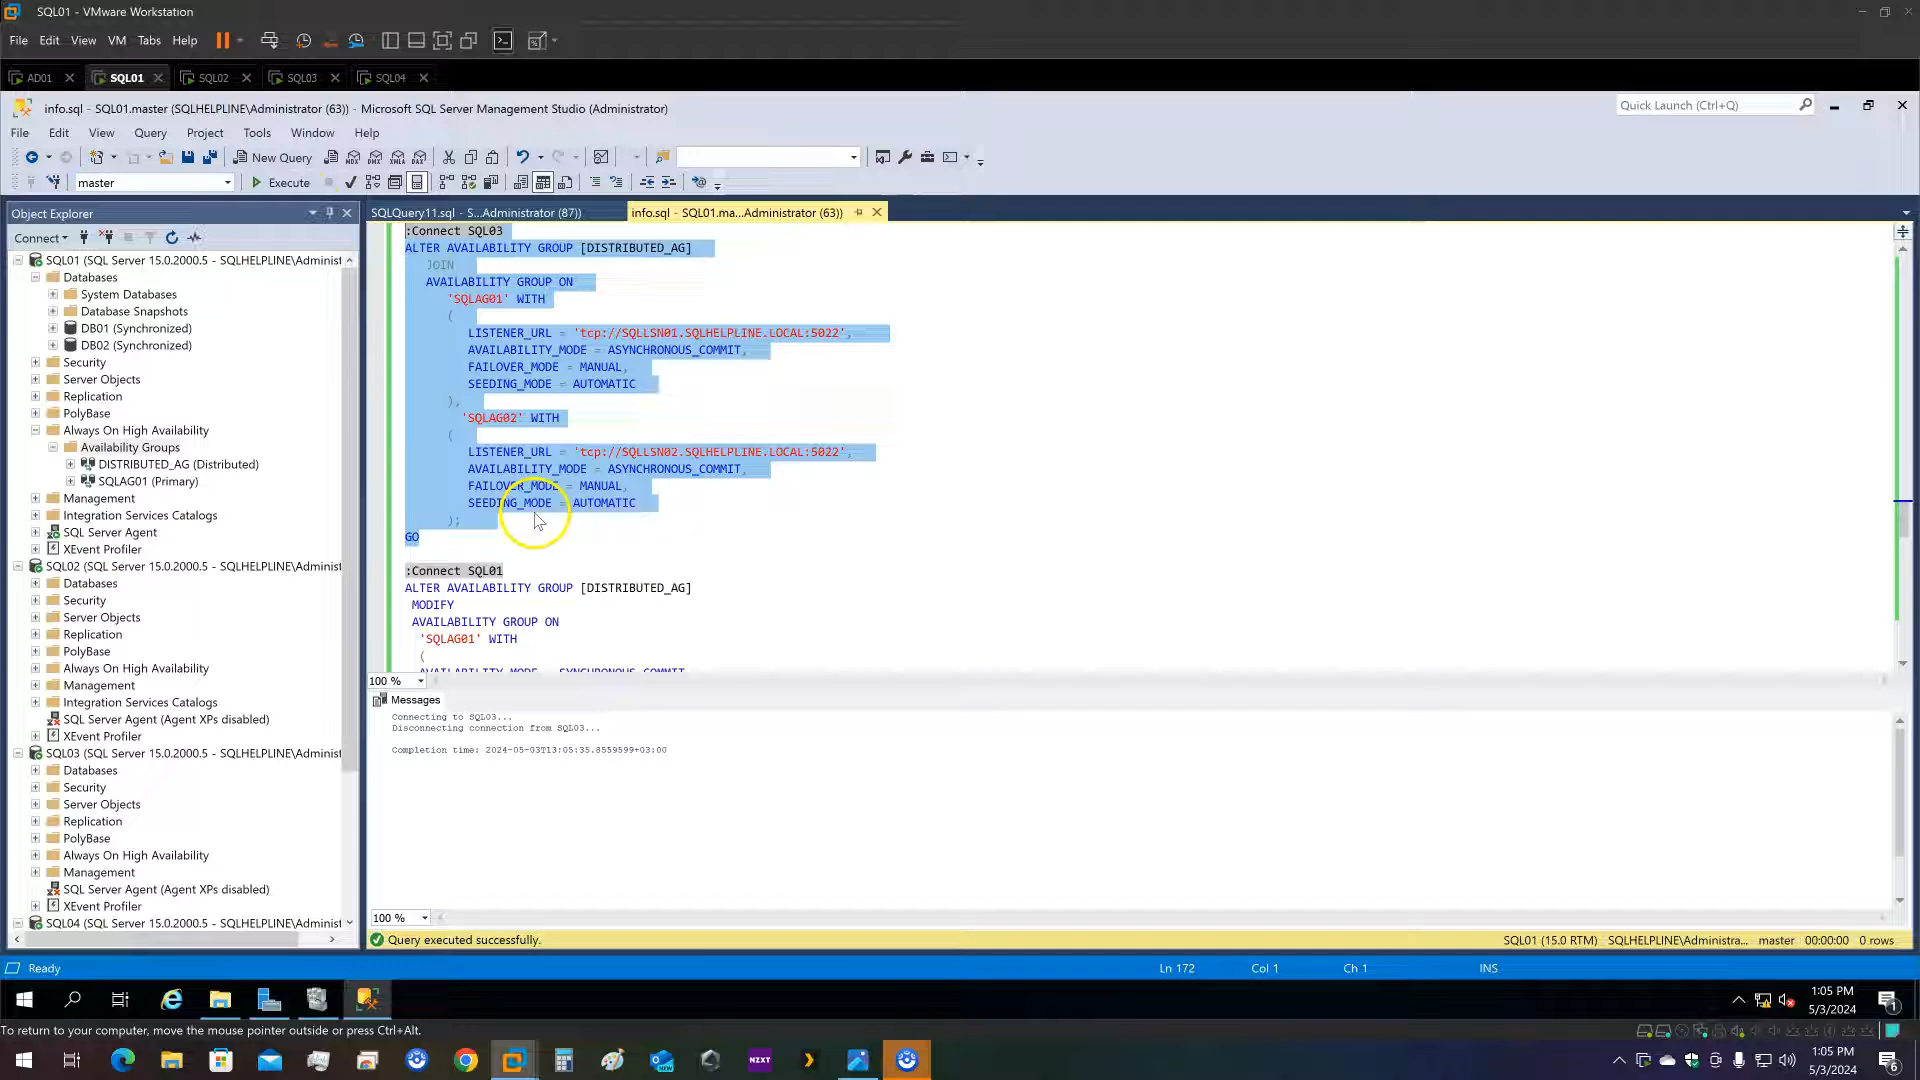 SQL01 - VMware Workstation
File Edit View VM Tabs Help
AD01 SQL01 SQL02 SQL03 SQL04
info.sql - SQL01.master (SQLHELPLINE\Administrator (63)) - Microsoft SQL Server Management Studio (Administrator)
Quick Launch (Ctrl+Q)
File Edit View Query Project Tools Window Help
New Query
MDX DMX XMLA DAX
master
Execute
Object Explorer
SQLQuery11.sql - S...Administrator (87))
info.sql - SQL01.ma...Administrator (63))
Connect
SQL01 (SQL Server 15.0.2000.5 - SQLHELPLINE\Administ
Databases
System Databases
Database Snapshots
DB01 (Synchronized)
DB02 (Synchronized)
Security
Server Objects
Replication
PolyBase
Always On High Availability
Availability Groups
DISTRIBUTED_AG (Distributed)
SQLAG01 (Primary)
Management
Integration Services Catalogs
SQL Server Agent
XEvent Profiler
SQL02 (SQL Server 15.0.2000.5 - SQLHELPLINE\Administ
Databases
Security
Server Objects
Replication
PolyBase
Always On High Availability
Management
Integration Services Catalogs
SQL Server Agent (Agent XPs disabled)
XEvent Profiler
SQL03 (SQL Server 15.0.2000.5 - SQLHELPLINE\Administ
Databases
Security
Server Objects
Replication
PolyBase
Always On High Availability
Management
SQL Server Agent (Agent XPs disabled)
XEvent Profiler
SQL04 (SQL Server 15.0.2000.5 - SQLHELPLINE\Administ
:Connect SQL03
ALTER AVAILABILITY GROUP [DISTRIBUTED_AG]
JOIN
AVAILABILITY GROUP ON
'SQLAG01' WITH
(
LISTENER_URL = 'tcp://SQLLSN01.SQLHELPLINE.LOCAL:5022',
AVAILABILITY_MODE = ASYNCHRONOUS_COMMIT,
FAILOVER_MODE = MANUAL,
SEEDING_MODE = AUTOMATIC
),
'SQLAG02' WITH
(
LISTENER_URL = 'tcp://SQLLSN02.SQLHELPLINE.LOCAL:5022',
AVAILABILITY_MODE = ASYNCHRONOUS_COMMIT,
FAILOVER_MODE = MANUAL,
SEEDING_MODE = AUTOMATIC
);
GO
:Connect SQL01
ALTER AVAILABILITY GROUP [DISTRIBUTED_AG]
MODIFY
AVAILABILITY GROUP ON
'SQLAG01' WITH
(
AVAILABILITY_MODE = SYNCHRONOUS_COMMIT
100 %
Messages
Connecting to SQL03...
Disconnecting connection from SQL03...
Completion time: 2024-05-03T13:05:35.8559599+03:00
100 %
Query executed successfully.
SQL01 (15.0 RTM) SQLHELPLINE\Administra... master 00:00:00 0 rows
Ready
Ln 172 Col 1 Ch 1 INS
1:05 PM
5/3/2024
1
To return to your computer, move the mouse pointer outside or press Ctrl+Alt.
NEW
NZXT
1:05 PM
5/3/2024
6